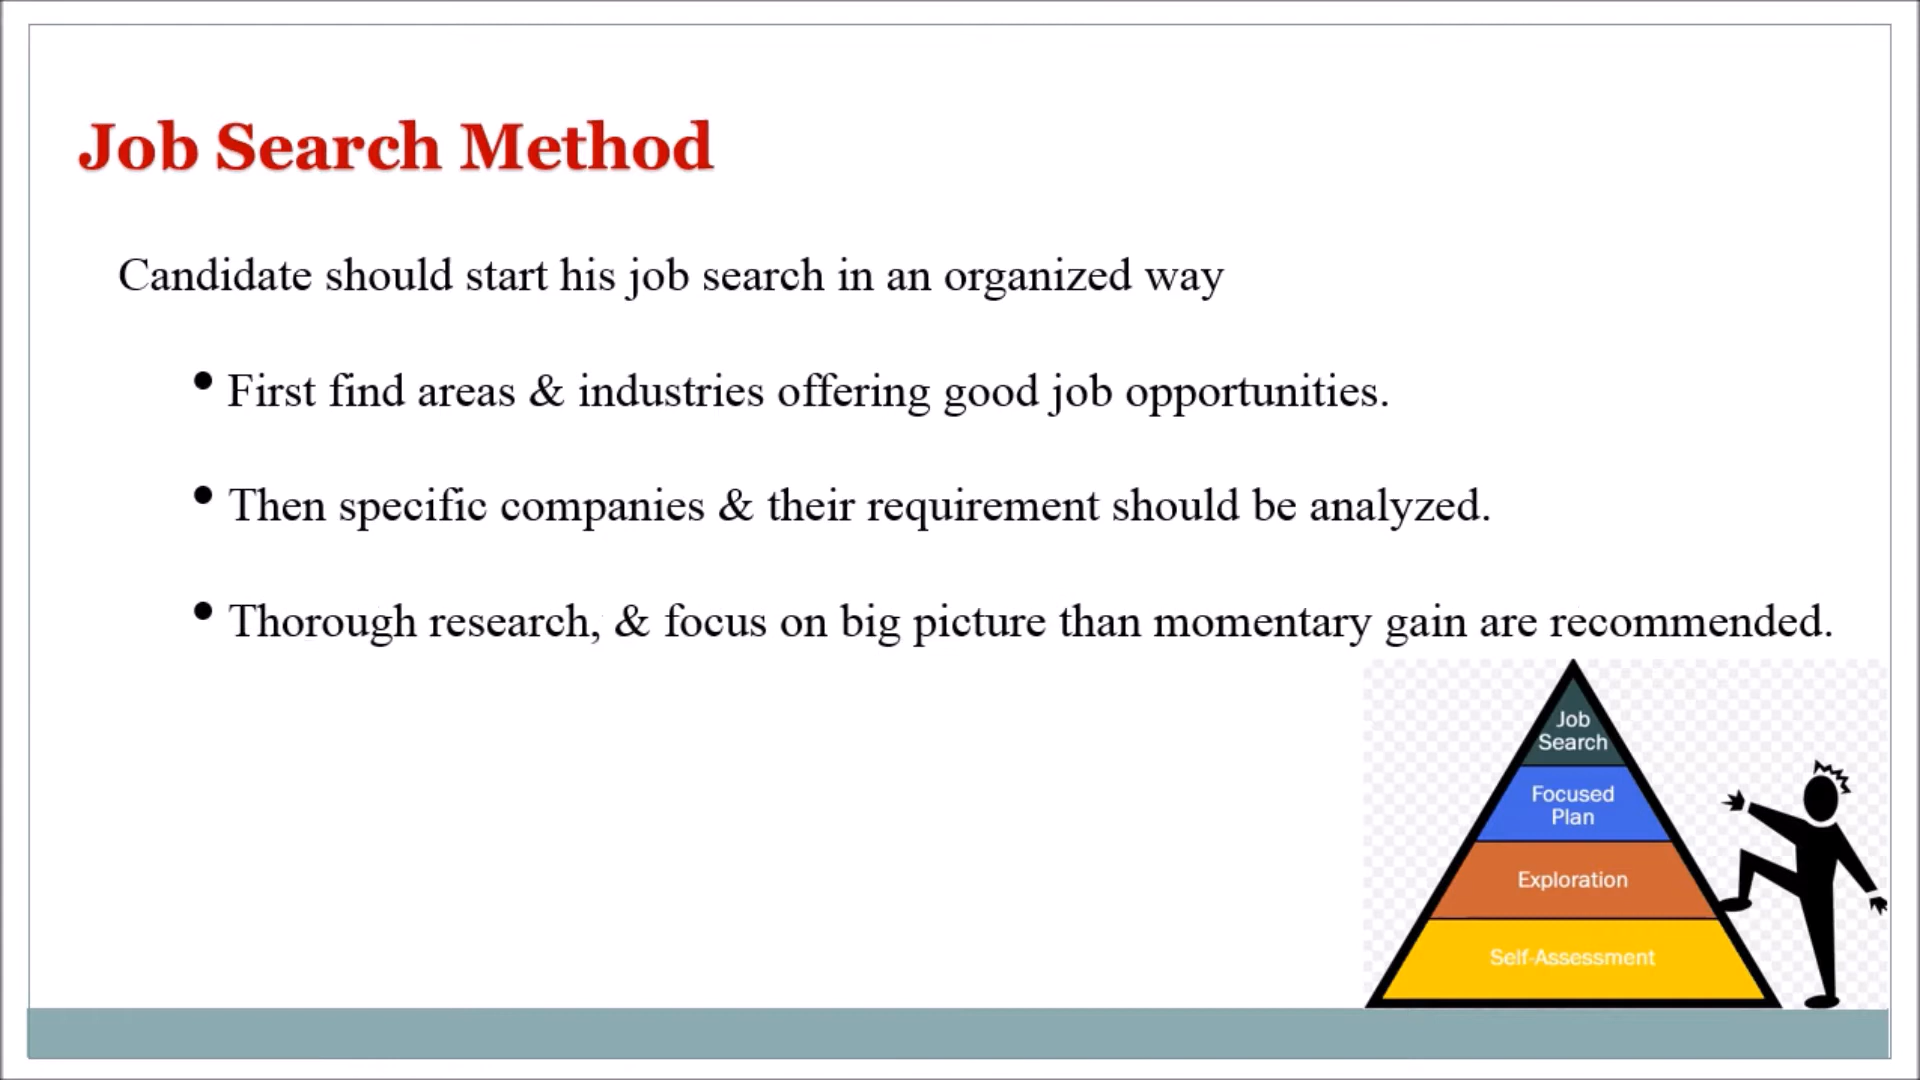 Job Search Method
Candidate should start his job search in an organized way
• First find areas & industries offering good job opportunities.
• Then specific companies & their requirement should be analyzed.
• Thorough research, & focus on big picture than momentary gain are recommended.
Job
Search
Focused
Plan
Exploration
Self-Assessment